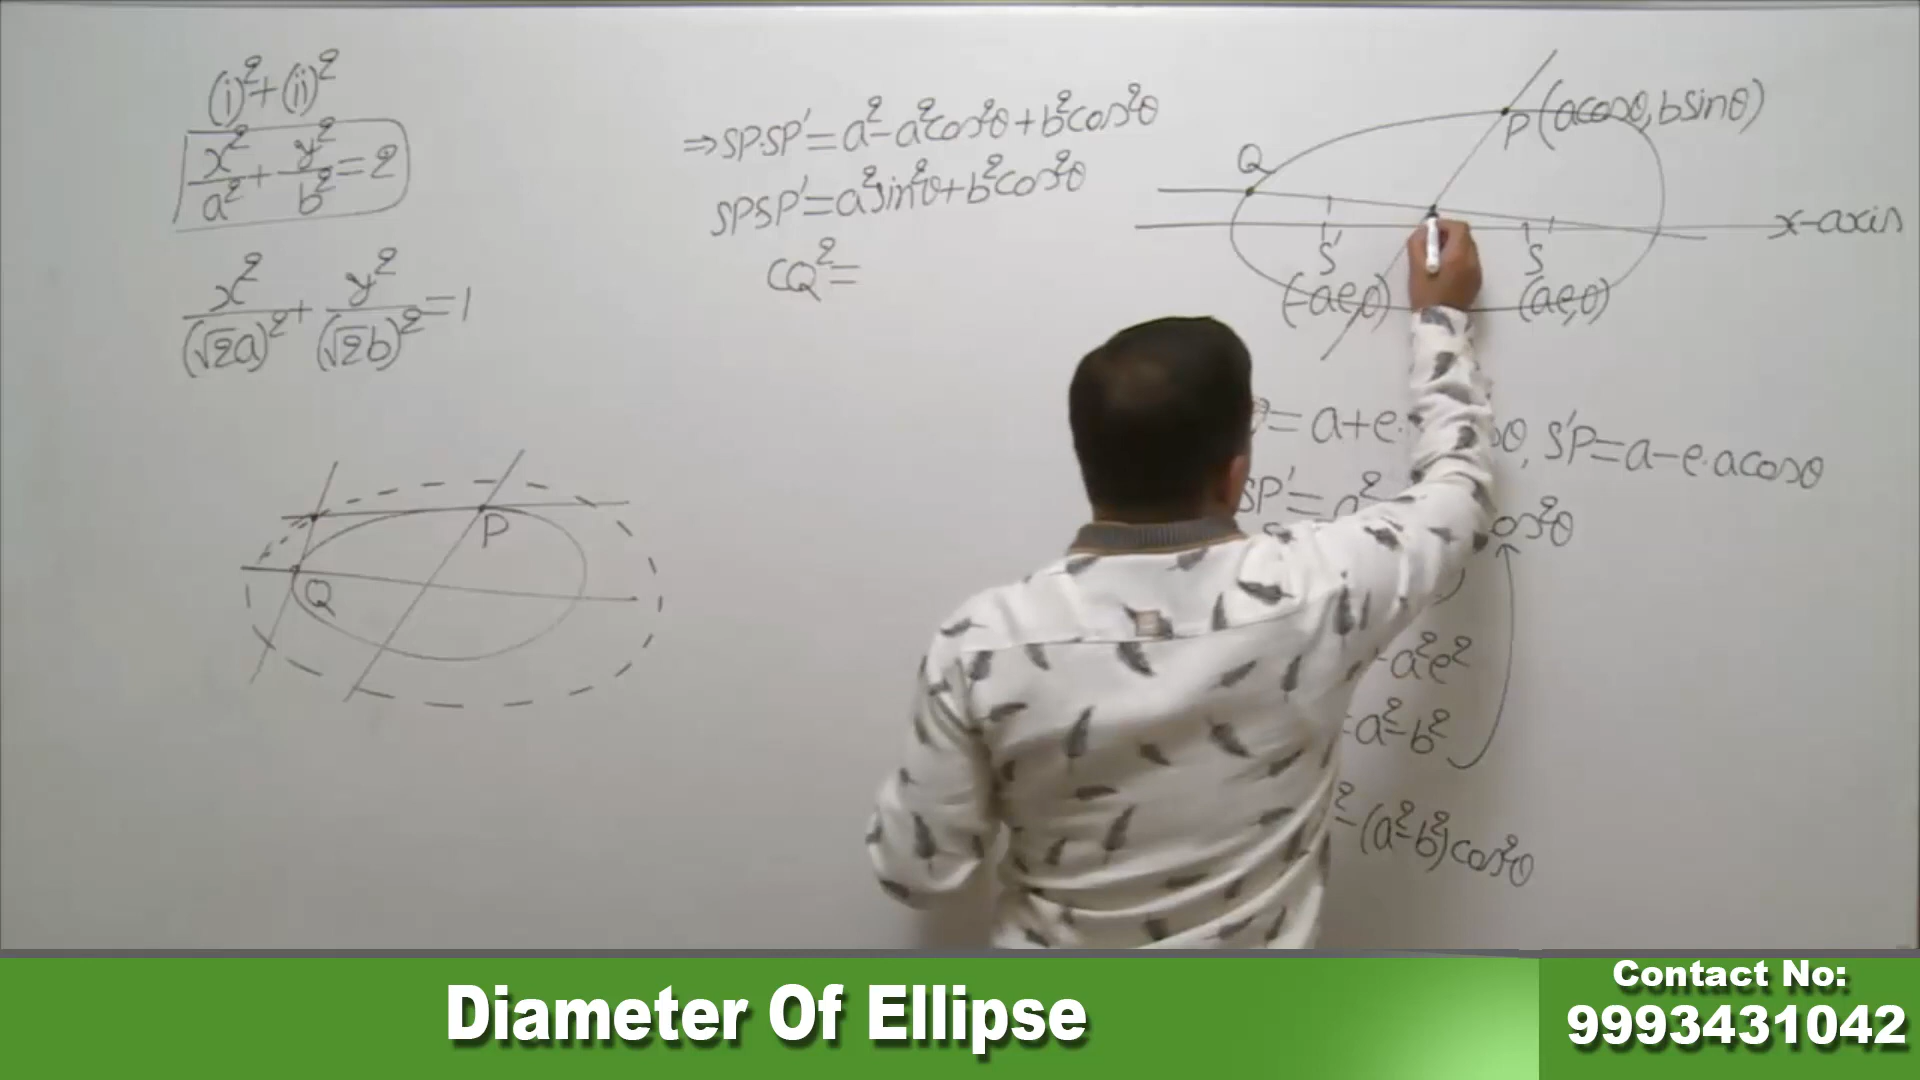 (i)²+(ii)²
x²/a² + y²/b² = 2
x²/(√2a)² + y²/(√2b)² = 1
P
Q
⇒SP·SP′=a²-a²cos²θ+b²cos²θ
SPSP′=a²sin²θ+b²cos²θ
CQ²=
P(acosθ, bsinθ)
Q
x-axis
S′
S
(-ae,0)
(ae,0)
= a+e. θ, S′P=a-e·acosθ
SP′= a² cos²θ
-a²e²
=a²-b²
²-(a²-b²)cos²θ
Diameter Of Ellipse
Contact No:
9993431042